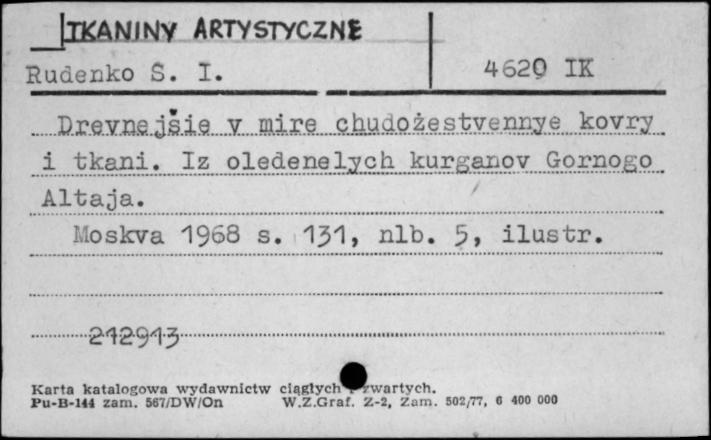 TKANINY ARTYSTYCZNE
Rudenko S. I.
4620 IK
Drevnejšie v mire chudożestvennye kovry
i tkani. Iz oledenelych kurganov Gornogo
Altaja.
Moskva 1968 s. 131, nlb. 5, ilustr.
212913
Karta katalogowa wydawnictw ciągłych i zwartych.
Pu-B-144 zam. 567/DW/On W.Z.Graf. Z-2, Zam. 502/77, 6 400 000